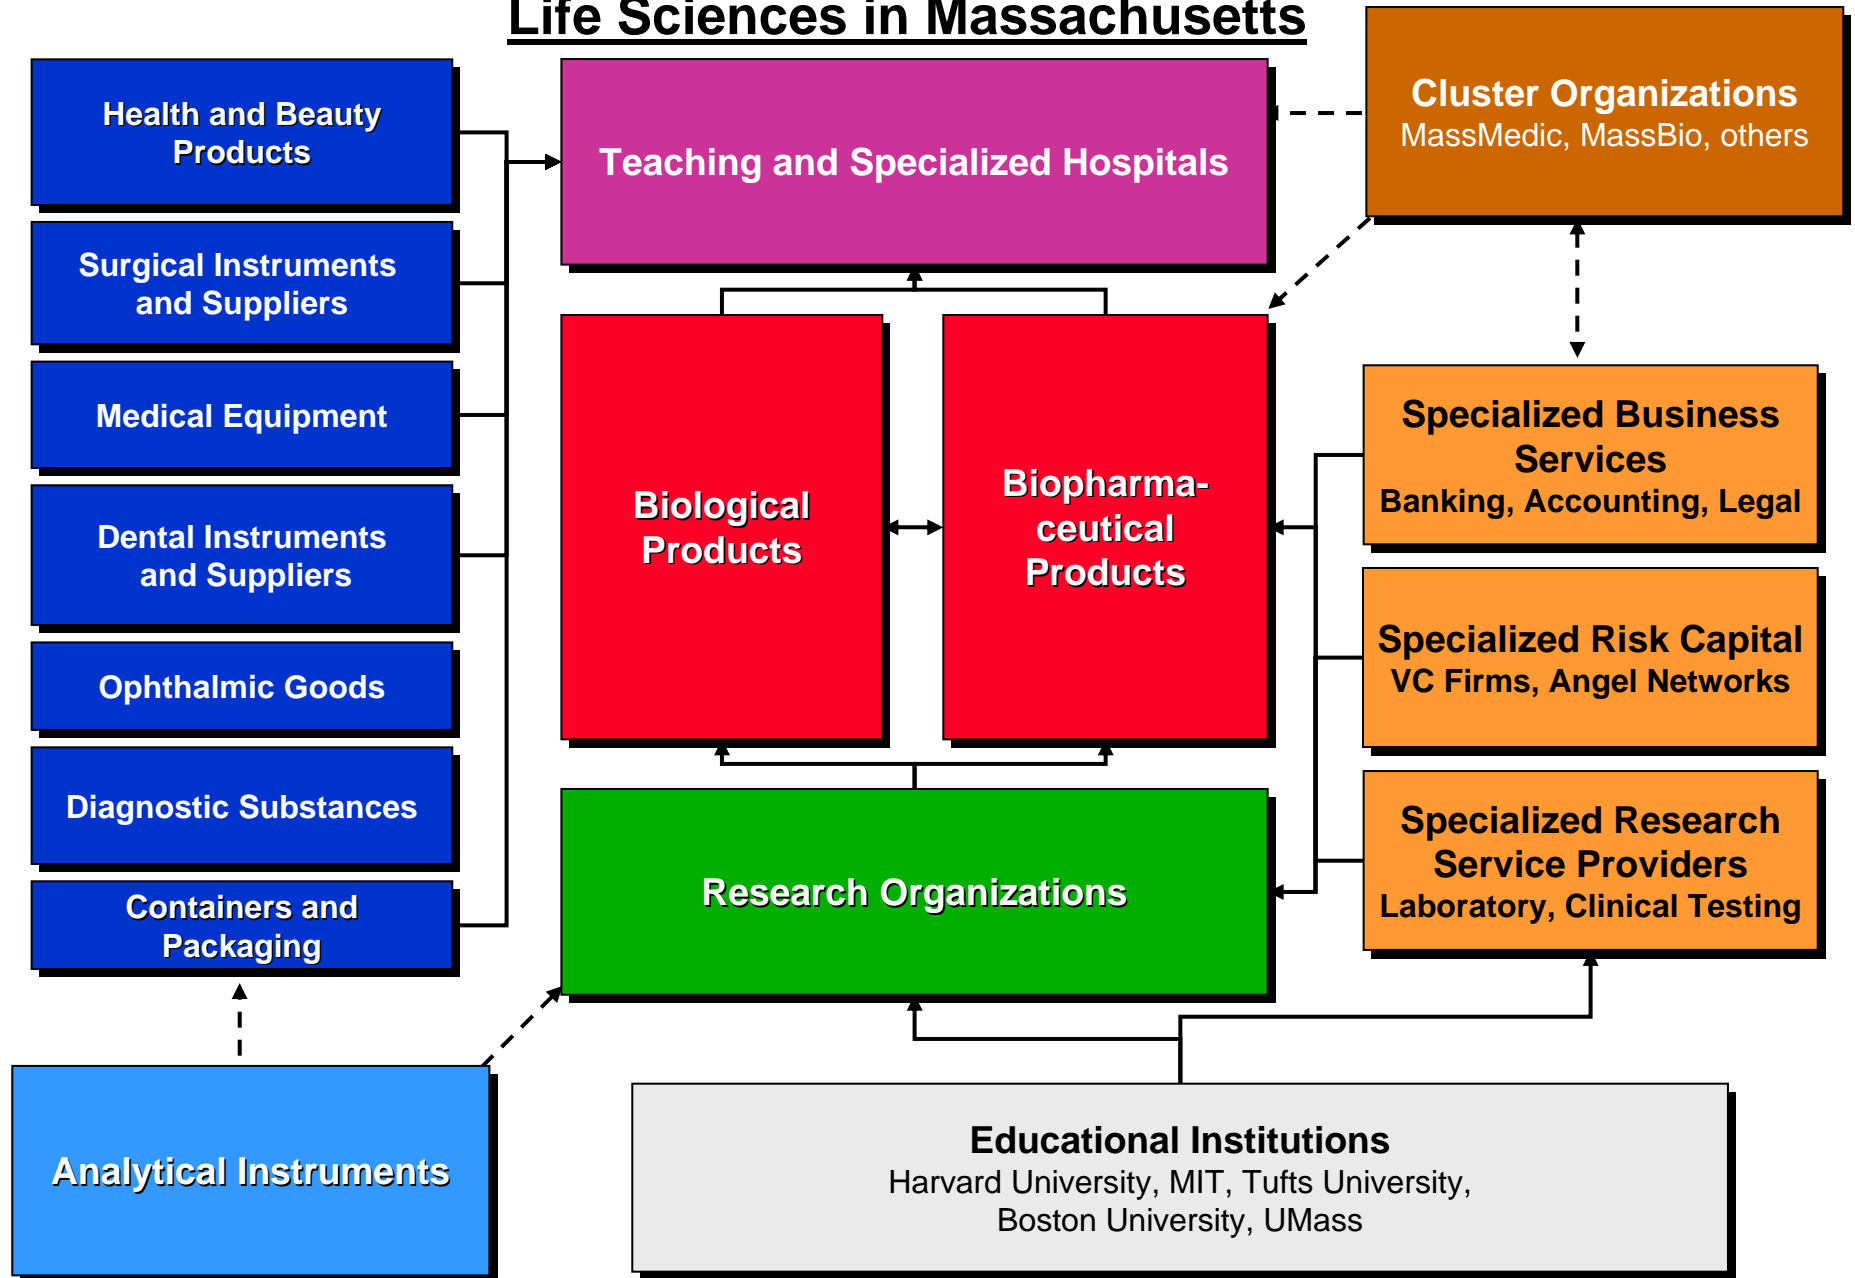 Life Sciences in Massachusetts
Health and Beauty
Products
Surgical Instruments
and Suppliers
Medical Equipment
Dental Instruments
and Suppliers
Ophthalmic Goods
Diagnostic Substances
Containers and
Packaging
Analytical Instruments
Teaching and Specialized Hospitals
Biological
Products
Biopharma-
ceutical
Products
Research Organizations
Cluster Organizations
MassMedic, MassBio, others
Specialized Business
Services
Banking, Accounting, Legal
Specialized Risk Capital
VC Firms, Angel Networks
Specialized Research
Service Providers
Laboratory, Clinical Testing
Educational Institutions
Harvard University, MIT, Tufts University,
Boston University, UMass